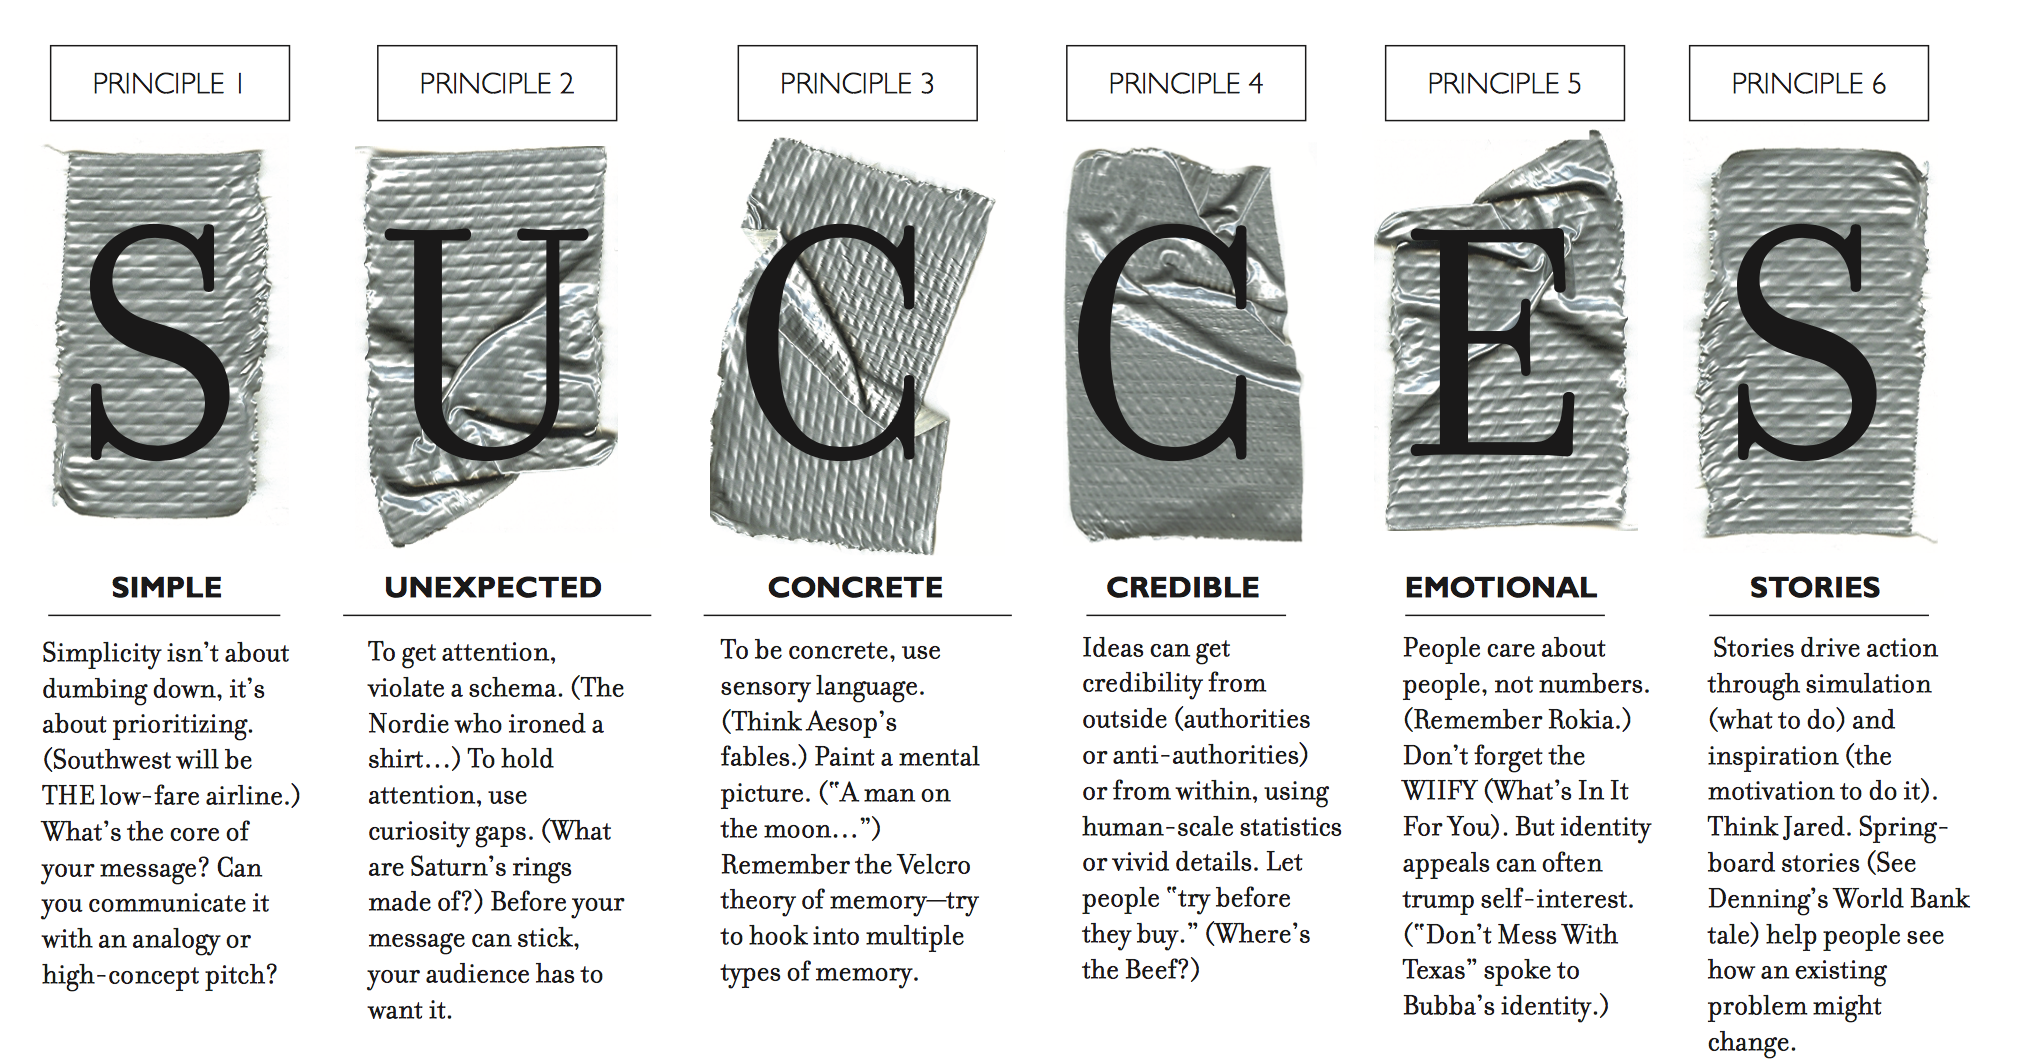 PRINCIPLE 1
S
SIMPLE
Simplicity isn't about
dumbing down, it's
about prioritizing.
(Southwest will be
THE low-fare airline.)
What's the core of
your message? Can
you communicate it
with an analogy or
high-concept pitch?
PRINCIPLE 2
U
UNEXPECTED
To get attention,
violate a schema. (The
Nordie who ironed a
shirt…) To hold
attention, use
curiosity gaps. (What
are Saturn's rings
made of?) Before your
message can stick,
your audience has to
want it.
PRINCIPLE 3
C
CONCRETE
To be concrete, use
sensory language.
(Think Aesop's
fables.) Paint a mental
picture. ("A man on
the moon…")
Remember the Velcro
theory of memory—try
to hook into multiple
types of memory.
PRINCIPLE 4
C
CREDIBLE
Ideas can get
credibility from
outside (authorities
or anti-authorities)
or from within, using
human-scale statistics
or vivid details. Let
people "try before
they buy." (Where's
the Beef?)
PRINCIPLE 5
E
EMOTIONAL
People care about
people, not numbers.
(Remember Rokia.)
Don't forget the
WIIFY (What's In It
For You). But identity
appeals can often
trump self-interest.
("Don't Mess With
Texas" spoke to
Bubba's identity.)
PRINCIPLE 6
S
STORIES
Stories drive action
through simulation
(what to do) and
inspiration (the
motivation to do it).
Think Jared. Spring-
board stories (See
Denning's World Bank
tale) help people see
how an existing
problem might
change.